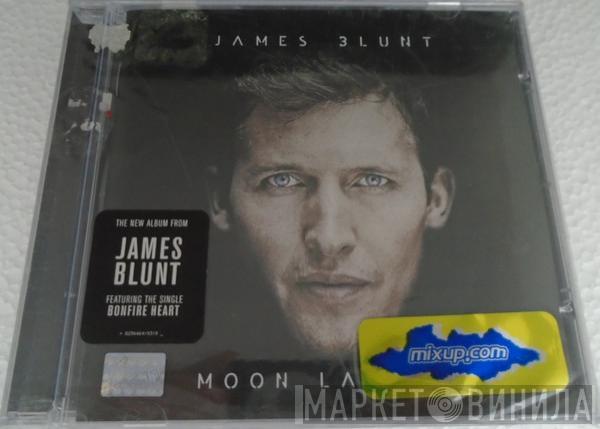 JAMES BLUNT
THE NEW ALBUM FROM
JAMES
BLUNT
FEATURING THE SINGLE
BONFIRE HEART
mixup.com
MOON LA
МАРКЕТ ВИНИЛА